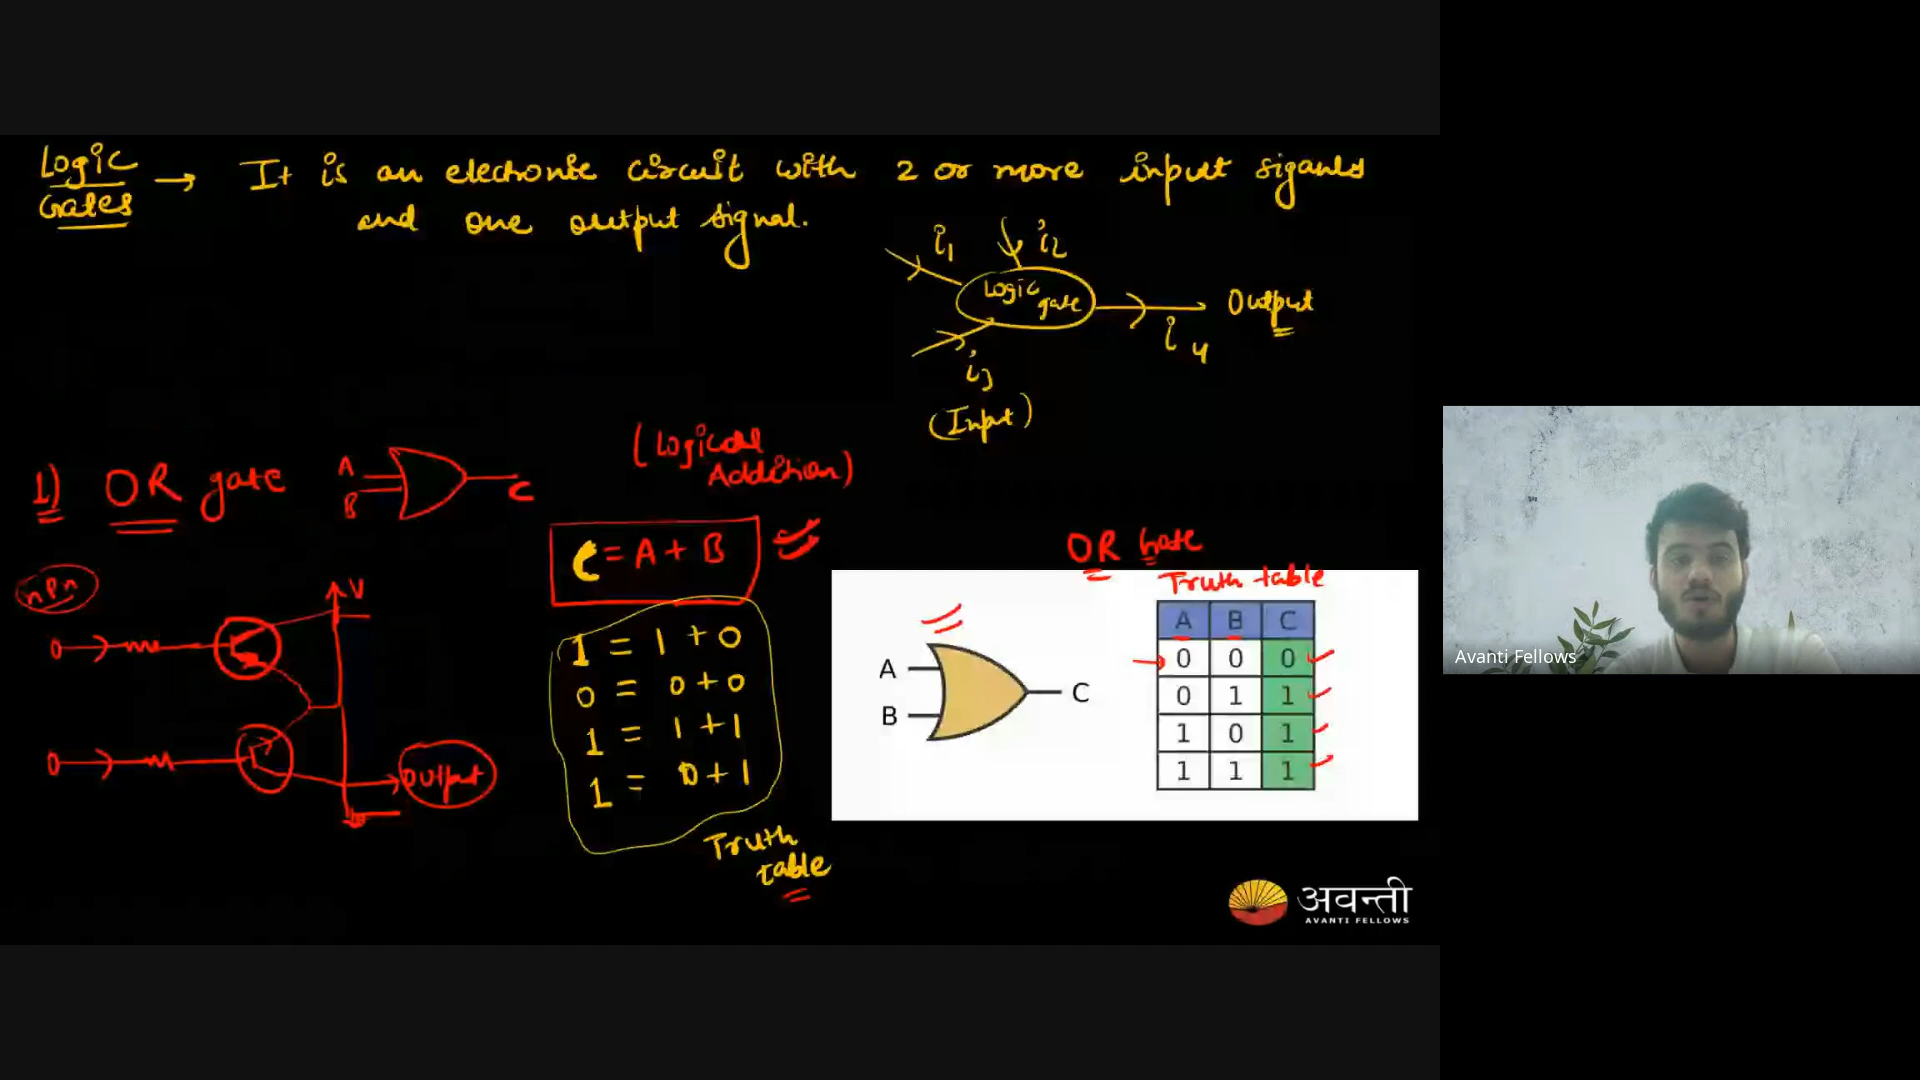 Logic Gates → It is an electronic circuit with 2 or more input siganls
and one output signal.
i1 i2
Logic gate
Output
i4
i3
(Input)
1) OR gate
A
B
C
(Logical Addition)
C = A + B
npn
V
Output
1 = 1 + 0
0 = 0 + 0
1 = 1 + 1
1 = 0 + 1
Truth table
OR Gate
Truth table
A
B
C
A B C
0 0 0
0 1 1
1 0 1
1 1 1
अवन्ती
AVANTI FELLOWS
Avanti Fellows